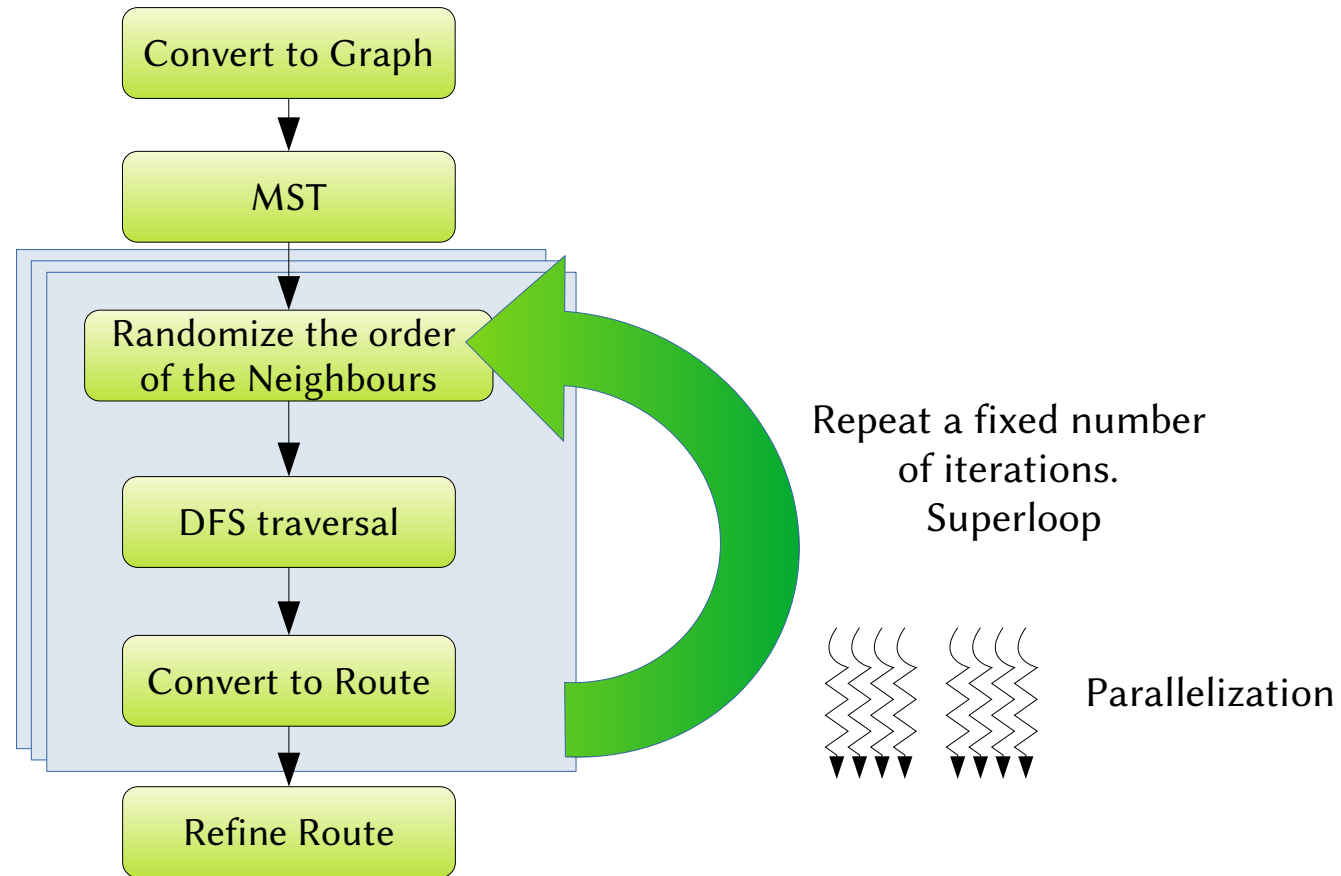 Convert to Graph
MST
Randomize the order
of the Neighbours
DFS traversal
Convert to Route
Refine Route
Repeat a fixed number
of iterations.
Superloop
Parallelization